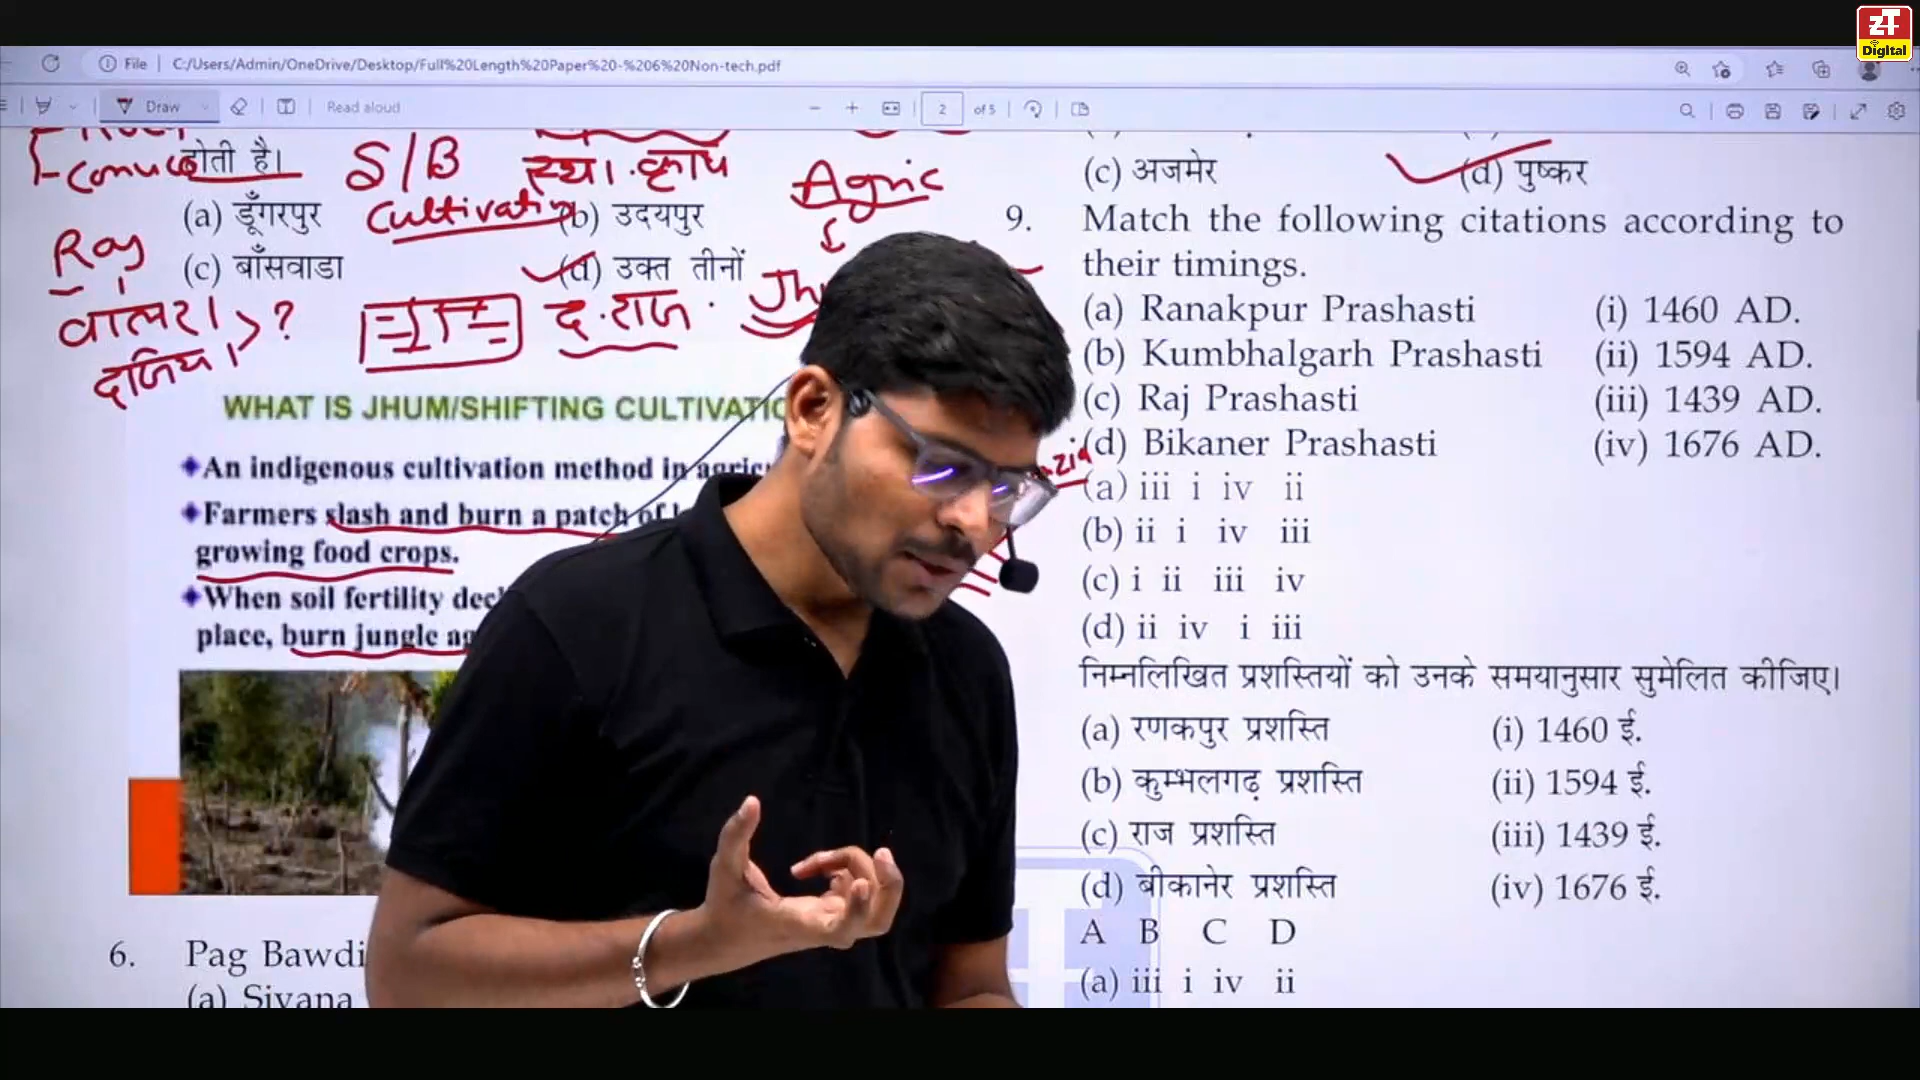 ZT
Digital
File | C:/Users/Admin/OneDrive/Desktop/Full%20Length%20Paper%20-%206%20Non-tech.pdf
Draw
Read aloud
2
of 5
होती है।
S/B
Agric
Cultivation
(a) डूँगरपुर
(b) उदयपुर
Raj
(c) बाँसवाडा
(d) उक्त तीनों
वालरा
?
द. राज.
WHAT IS JHUM/SHIFTING
An indigenous cultivation method in
Farmers slash and burn a patch of
growing food crops.
When soil fertility
place, burn jungle
6. Pag Bawdi
(a) Sivana
(c) अजमेर
(d) पुष्कर
9. Match the following citations according to
their timings.
(a) Ranakpur Prashasti (i) 1460 AD.
(b) Kumbhalgarh Prashasti (ii) 1594 AD.
(c) Raj Prashasti (iii) 1439 AD.
(d) Bikaner Prashasti (iv) 1676 AD.
(a) iii i iv ii
(b) ii i iv iii
(c) i ii iii iv
(d) ii iv i iii
निम्नलिखित प्रशस्तियों को उनके समयानुसार सुमेलित कीजिए।
(a) रणकपुर प्रशस्ति (i) 1460 ई.
(b) कुम्भलगढ़ प्रशस्ति (ii) 1594 ई.
(c) राज प्रशस्ति (iii) 1439 ई.
(d) बीकानेर प्रशस्ति (iv) 1676 ई.
A B C D
(a) iii i iv ii